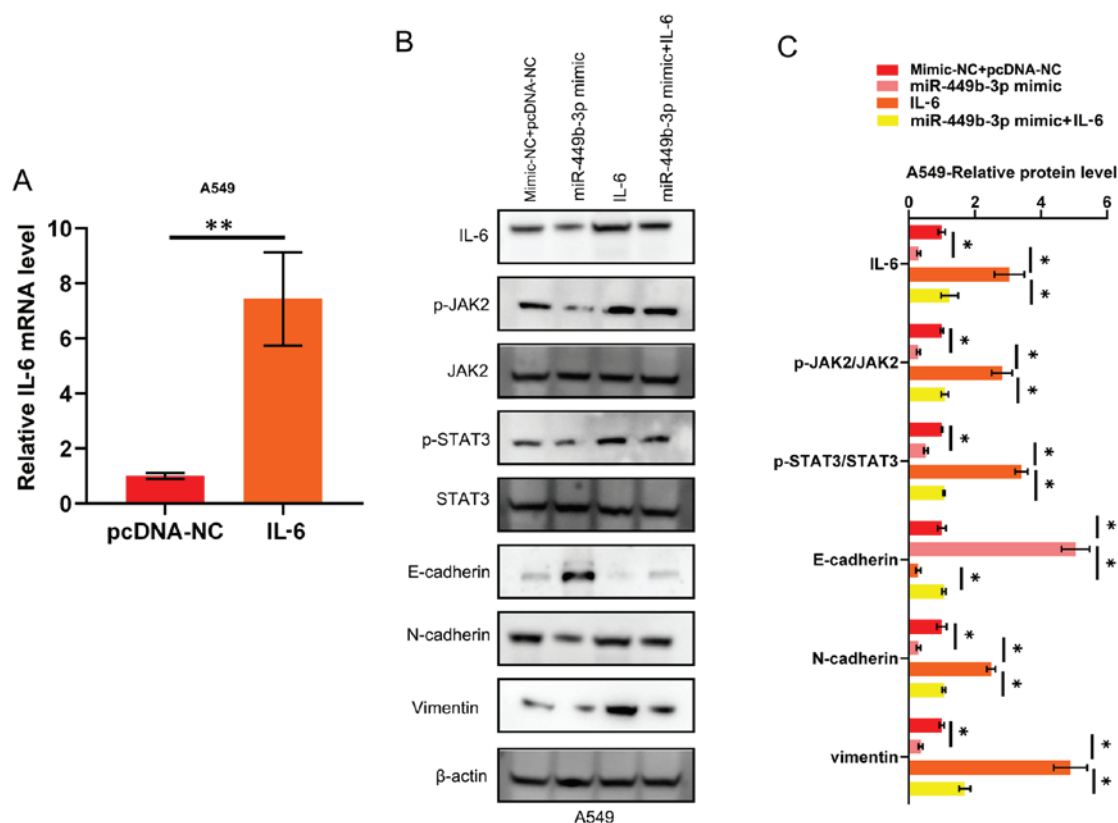 A
A549
**
Relative IL-6 mRNA level
10
8
6
4
2
0
pcDNA-NC
IL-6
B
Mimic-NC+pcDNA-NC
miR-449b-3p mimic
IL-6
miR-449b-3p mimic+IL-6
IL-6
p-JAK2
JAK2
p-STAT3
STAT3
E-cadherin
N-cadherin
Vimentin
β-actin
A549
C
Mimic-NC+pcDNA-NC
miR-449b-3p mimic
IL-6
miR-449b-3p mimic+IL-6
A549-Relative protein level
0 2 4 6
IL-6
*
*
*
p-JAK2/JAK2
*
*
*
p-STAT3/STAT3
*
*
*
E-cadherin
*
*
*
N-cadherin
*
*
*
vimentin
*
*
*